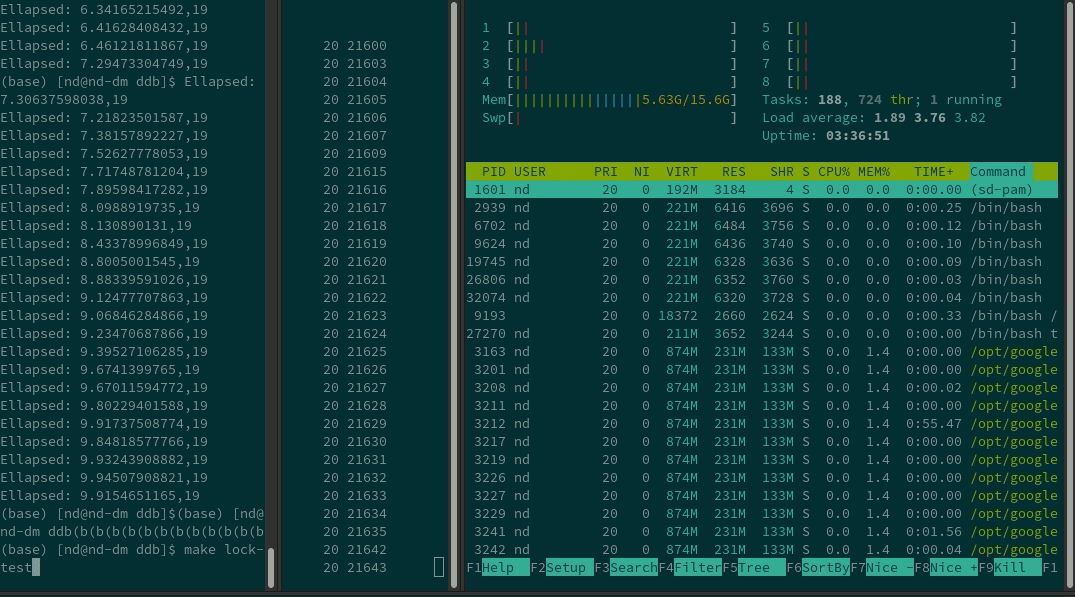 Ellapsed: 6.34165215492,19
Ellapsed: 6.41628408432,19
Ellapsed: 6.46121811867,19
Ellapsed: 7.29473304749,19
(base) [nd@nd-dm ddb]$ Ellapsed:
7.30637598038,19
Ellapsed: 7.21823501587,19
Ellapsed: 7.38157892227,19
Ellapsed: 7.52627778053,19
Ellapsed: 7.71748781204,19
Ellapsed: 7.89598417282,19
Ellapsed: 8.0988919735,19
Ellapsed: 8.130890131,19
Ellapsed: 8.43378996849,19
Ellapsed: 8.8005001545,19
Ellapsed: 8.88339591026,19
Ellapsed: 9.12477707863,19
Ellapsed: 9.06846284866,19
Ellapsed: 9.23470687866,19
Ellapsed: 9.39527106285,19
Ellapsed: 9.6741399765,19
Ellapsed: 9.67011594772,19
Ellapsed: 9.80229401588,19
Ellapsed: 9.91737508774,19
Ellapsed: 9.84818577766,19
Ellapsed: 9.93243908882,19
Ellapsed: 9.94507908821,19
Ellapsed: 9.9154651165,19
(base) [nd@nd-dm ddb]$(base) [nd@
nd-dm ddb(b(b(b(b(b(b(b(b(b(b(b(b
(base) [nd@nd-dm ddb]$ make lock-
test
20 21600
20 21603
20 21604
20 21605
20 21606
20 21607
20 21609
20 21615
20 21616
20 21617
20 21618
20 21619
20 21620
20 21621
20 21622
20 21623
20 21624
20 21625
20 21626
20 21627
20 21628
20 21629
20 21630
20 21631
20 21632
20 21633
20 21634
20 21635
20 21642
20 21643
1 [|| ] 5 [|| ]
2 [|||| ] 6 [|| ]
3 [|| ] 7 [|| ]
4 [|| ] 8 [|| ]
Mem[||||||||||||||||5.63G/15.6G] Tasks: 188, 724 thr; 1 running
Swp[| ] Load average: 1.89 3.76 3.82
Uptime: 03:36:51
PID USER PRI NI VIRT RES SHR S CPU% MEM% TIME+ Command
1601 nd 20 0 192M 3184 4 S 0.0 0.0 0:00.00 (sd-pam)
2939 nd 20 0 221M 6416 3696 S 0.0 0.0 0:00.25 /bin/bash
6702 nd 20 0 221M 6484 3756 S 0.0 0.0 0:00.12 /bin/bash
9624 nd 20 0 221M 6436 3740 S 0.0 0.0 0:00.10 /bin/bash
19745 nd 20 0 221M 6328 3636 S 0.0 0.0 0:00.09 /bin/bash
26806 nd 20 0 221M 6352 3760 S 0.0 0.0 0:00.03 /bin/bash
32074 nd 20 0 221M 6320 3728 S 0.0 0.0 0:00.04 /bin/bash
9193 20 0 18372 2660 2624 S 0.0 0.0 0:00.33 /bin/bash /
27270 nd 20 0 211M 3652 3244 S 0.0 0.0 0:00.00 /bin/bash t
3163 nd 20 0 874M 231M 133M S 0.0 1.4 0:00.00 /opt/google
3201 nd 20 0 874M 231M 133M S 0.0 1.4 0:00.00 /opt/google
3208 nd 20 0 874M 231M 133M S 0.0 1.4 0:00.02 /opt/google
3211 nd 20 0 874M 231M 133M S 0.0 1.4 0:00.00 /opt/google
3212 nd 20 0 874M 231M 133M S 0.0 1.4 0:55.47 /opt/google
3217 nd 20 0 874M 231M 133M S 0.0 1.4 0:00.00 /opt/google
3219 nd 20 0 874M 231M 133M S 0.0 1.4 0:00.00 /opt/google
3226 nd 20 0 874M 231M 133M S 0.0 1.4 0:00.00 /opt/google
3227 nd 20 0 874M 231M 133M S 0.0 1.4 0:00.00 /opt/google
3229 nd 20 0 874M 231M 133M S 0.0 1.4 0:00.00 /opt/google
3241 nd 20 0 874M 231M 133M S 0.0 1.4 0:01.56 /opt/google
3242 nd 20 0 874M 231M 133M S 0.0 1.4 0:00.04 /opt/google
F1Help F2Setup F3SearchF4FilterF5Tree F6SortByF7Nice -F8Nice +F9Kill F1